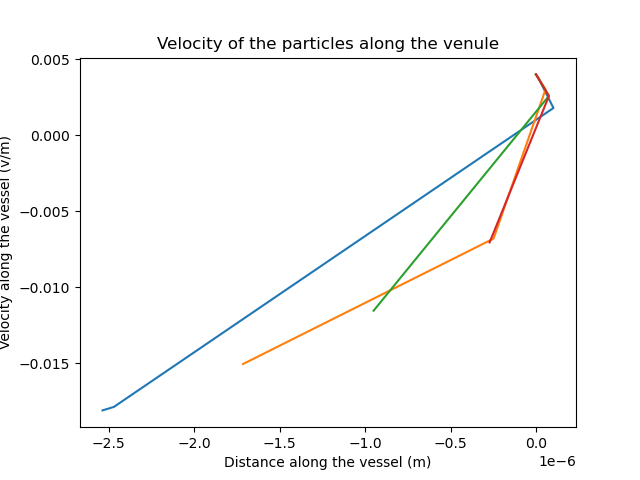 Velocity of the particles along the venule
Velocity along the vessel (v/m)
0.005
0.000
−0.005
−0.010
−0.015
−2.5 −2.0 −1.5 −1.0 −0.5 0.0
1e−6
Distance along the vessel (m)